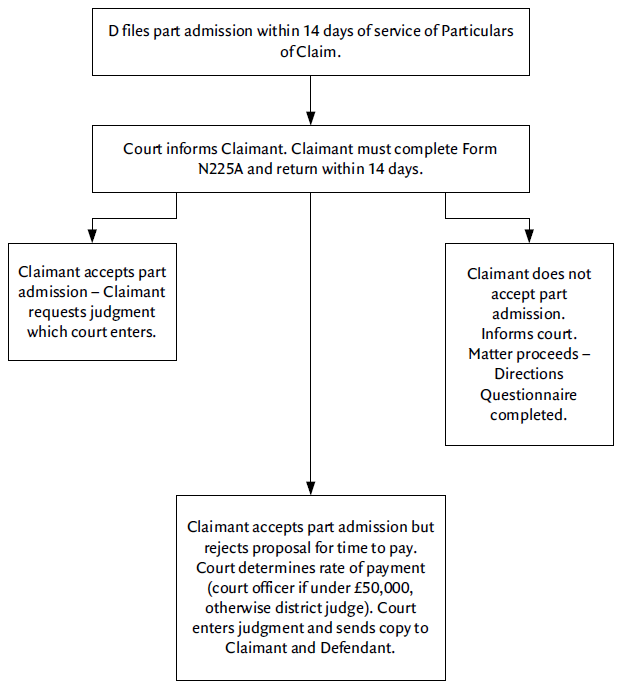 D files part admission within 14 days of service of Particulars
of Claim.
Court informs Claimant. Claimant must complete Form
N225A and return within 14 days.
Claimant accepts part
admission – Claimant
requests judgment
which court enters.
Claimant does not
accept part
admission.
Informs court.
Matter proceeds –
Directions
Questionnaire
completed.
Claimant accepts part admission but
rejects proposal for time to pay.
Court determines rate of payment
(court officer if under £50,000,
otherwise district judge). Court
enters judgment and sends copy to
Claimant and Defendant.